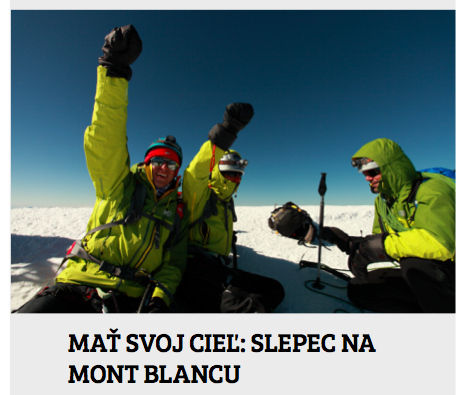 MAŤ SVOJ CIEĽ: SLEPEC NA
MONT BLANCU